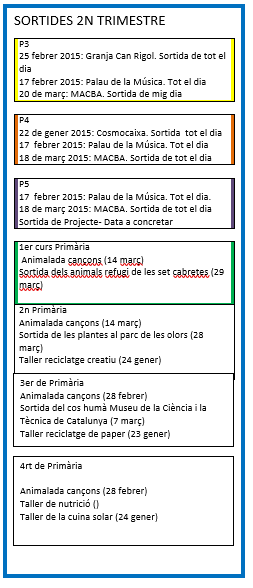 SORTIDES 2N TRIMESTRE
P3
25 febrer 2015: Granja Can Rigol. Sortida de tot el
dia
17 febrer 2015: Palau de la Música. Tot el dia
20 de març: MACBA. Sortida de mig dia
P4
22 de gener 2015: Cosmocaixa. Sortida tot el dia
17 febrer 2015: Palau de la Música. Tot el dia
18 de març 2015: MACBA. Sortida de tot el dia
P5
17 febrer 2015: Palau de la Música. Tot el dia.
18 de març 2015: MACBA. Sortida de tot el dia
Sortida de Projecte- Data a concretar
1er curs Primària
Animalada cançons (14 març)
Sortida dels animals refugi de les set cabretes (29
març)
2n Primària
Animalada cançons (14 març)
Sortida de les plantes al parc de les olors (28
març)
Taller reciclatge creatiu (24 gener)
3er de Primària
Animalada cançons (28 febrer)
Sortida del cos humà Museu de la Ciència i la
Tècnica de Catalunya (7 març)
Taller reciclatge de paper (23 gener)
4rt de Primària
Animalada cançons (28 febrer)
Taller de nutrició ()
Taller de la cuina solar (24 gener)